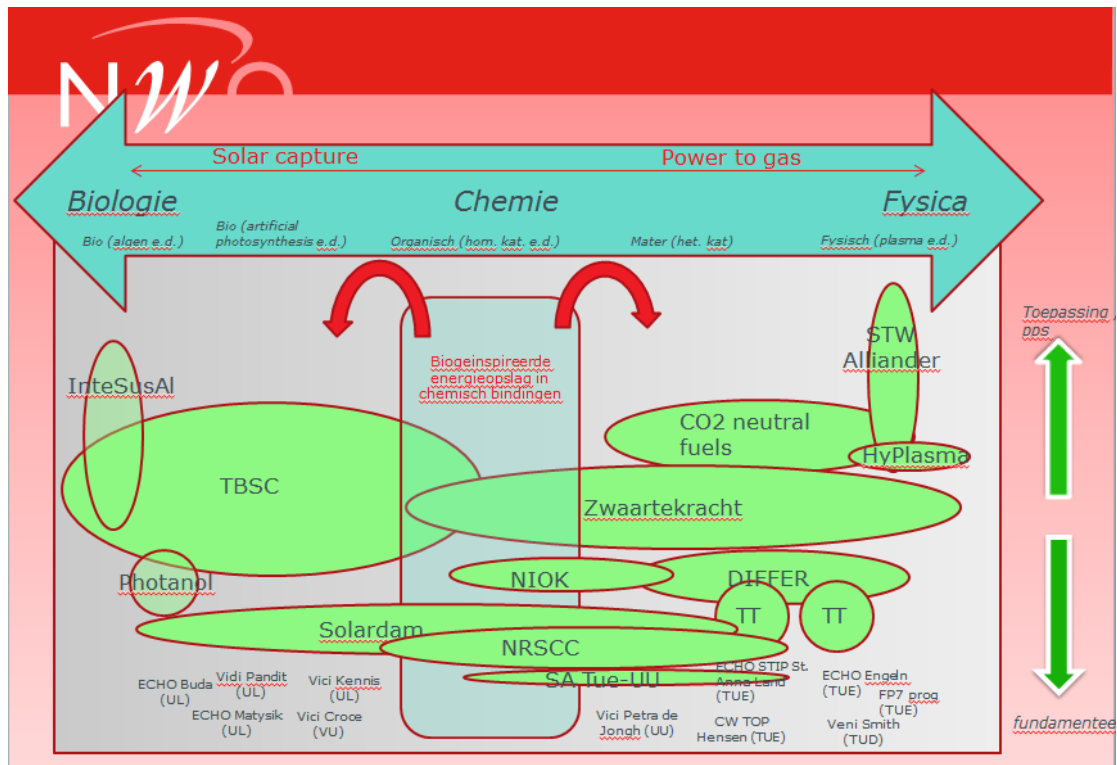 NWO
Solar capture
Power to gas
Biologie
Chemie
Fysica
Bio (algen e.d.)
Bio (artificial
photosynthesis e.d.)
Organisch (hom. kat. e.d.)
Mater (het. kat)
Fysisch (plasma e.d.)
Toepassing /
pps
Biogeinspireerde
energieopslag in
chemisch bindingen
STW
Alliander
InteSusAl
CO2 neutral
fuels
HyPlasma
TBSC
Zwaartekracht
Photanol
NIOK
DIFFER
TT
TT
Solardam
NRSCC
SA Tue-UU
ECHO Buda
(UL)
Vidi Pandit
(UL)
Vici Kennis
(UL)
ECHO STIP St.
Anna Land
(TUE)
ECHO Engeln
(TUE)
FP7 prog
(TUE)
ECHO Matysik
(UL)
Vici Croce
(VU)
Vici Petra de
Jongh (UU)
CW TOP
Hensen (TUE)
Veni Smith
(TUD)
fundamentee